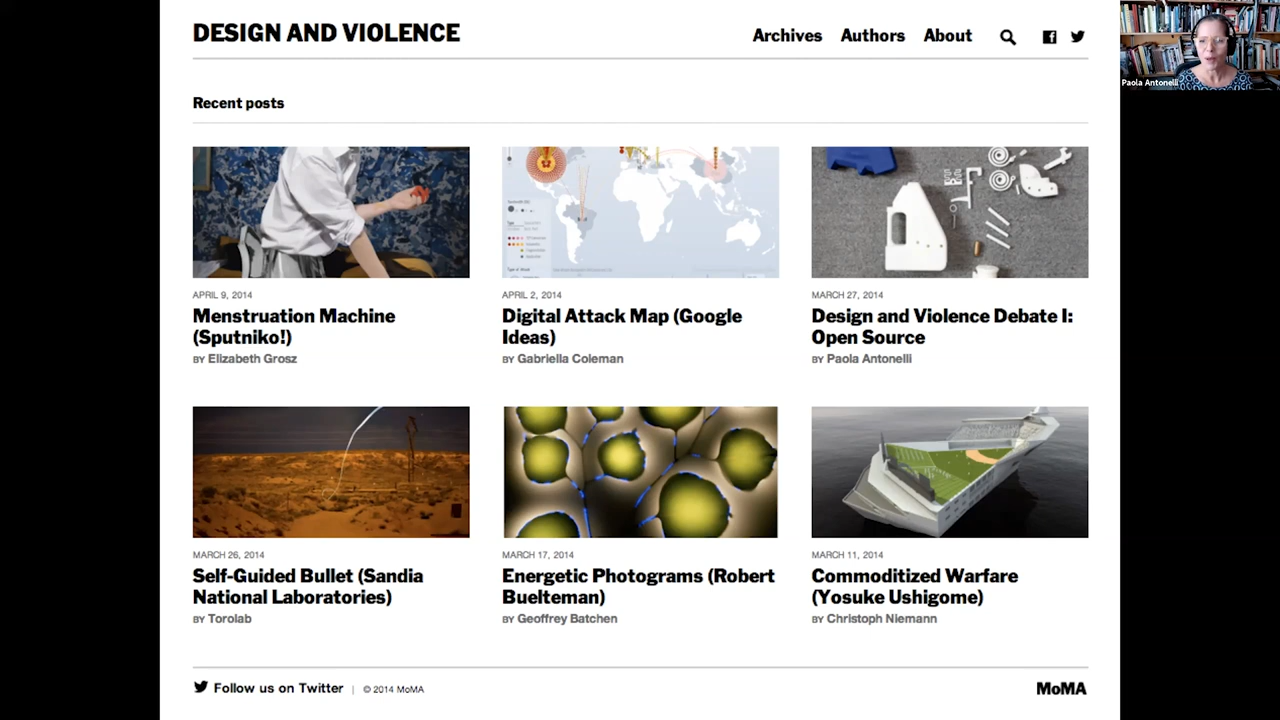 DESIGN AND VIOLENCE
Archives Authors About
Paola Antonelli
Recent posts
APRIL 9, 2014
Menstruation Machine
(Sputniko!)
BY Elizabeth Grosz
APRIL 2, 2014
Digital Attack Map (Google
Ideas)
BY Gabriella Coleman
MARCH 27, 2014
Design and Violence Debate I:
Open Source
BY Paola Antonelli
MARCH 26, 2014
Self-Guided Bullet (Sandia
National Laboratories)
BY Torolab
MARCH 17, 2014
Energetic Photograms (Robert
Buelteman)
BY Geoffrey Batchen
MARCH 11, 2014
Commoditized Warfare
(Yosuke Ushigome)
BY Christoph Niemann
Follow us on Twitter | © 2014 MoMA
MoMA